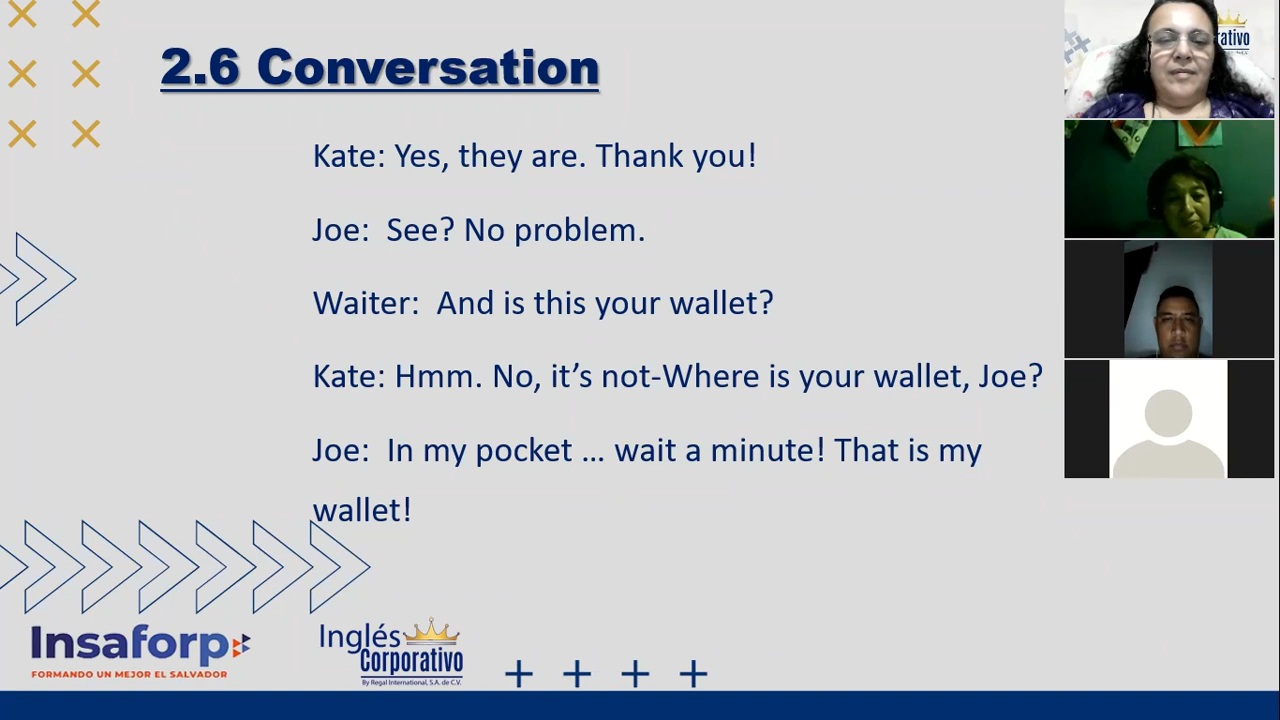 2.6 Conversation
Kate: Yes, they are. Thank you!
Joe:  See? No problem.
Waiter:  And is this your wallet?
Kate: Hmm. No, it’s not-Where is your wallet, Joe?
Joe:  In my pocket ... wait a minute! That is my
wallet!
Insaforp
FORMANDO UN MEJOR EL SALVADOR
Inglés
Corporativo
By Regal International, S.A. de C.V.
rativo